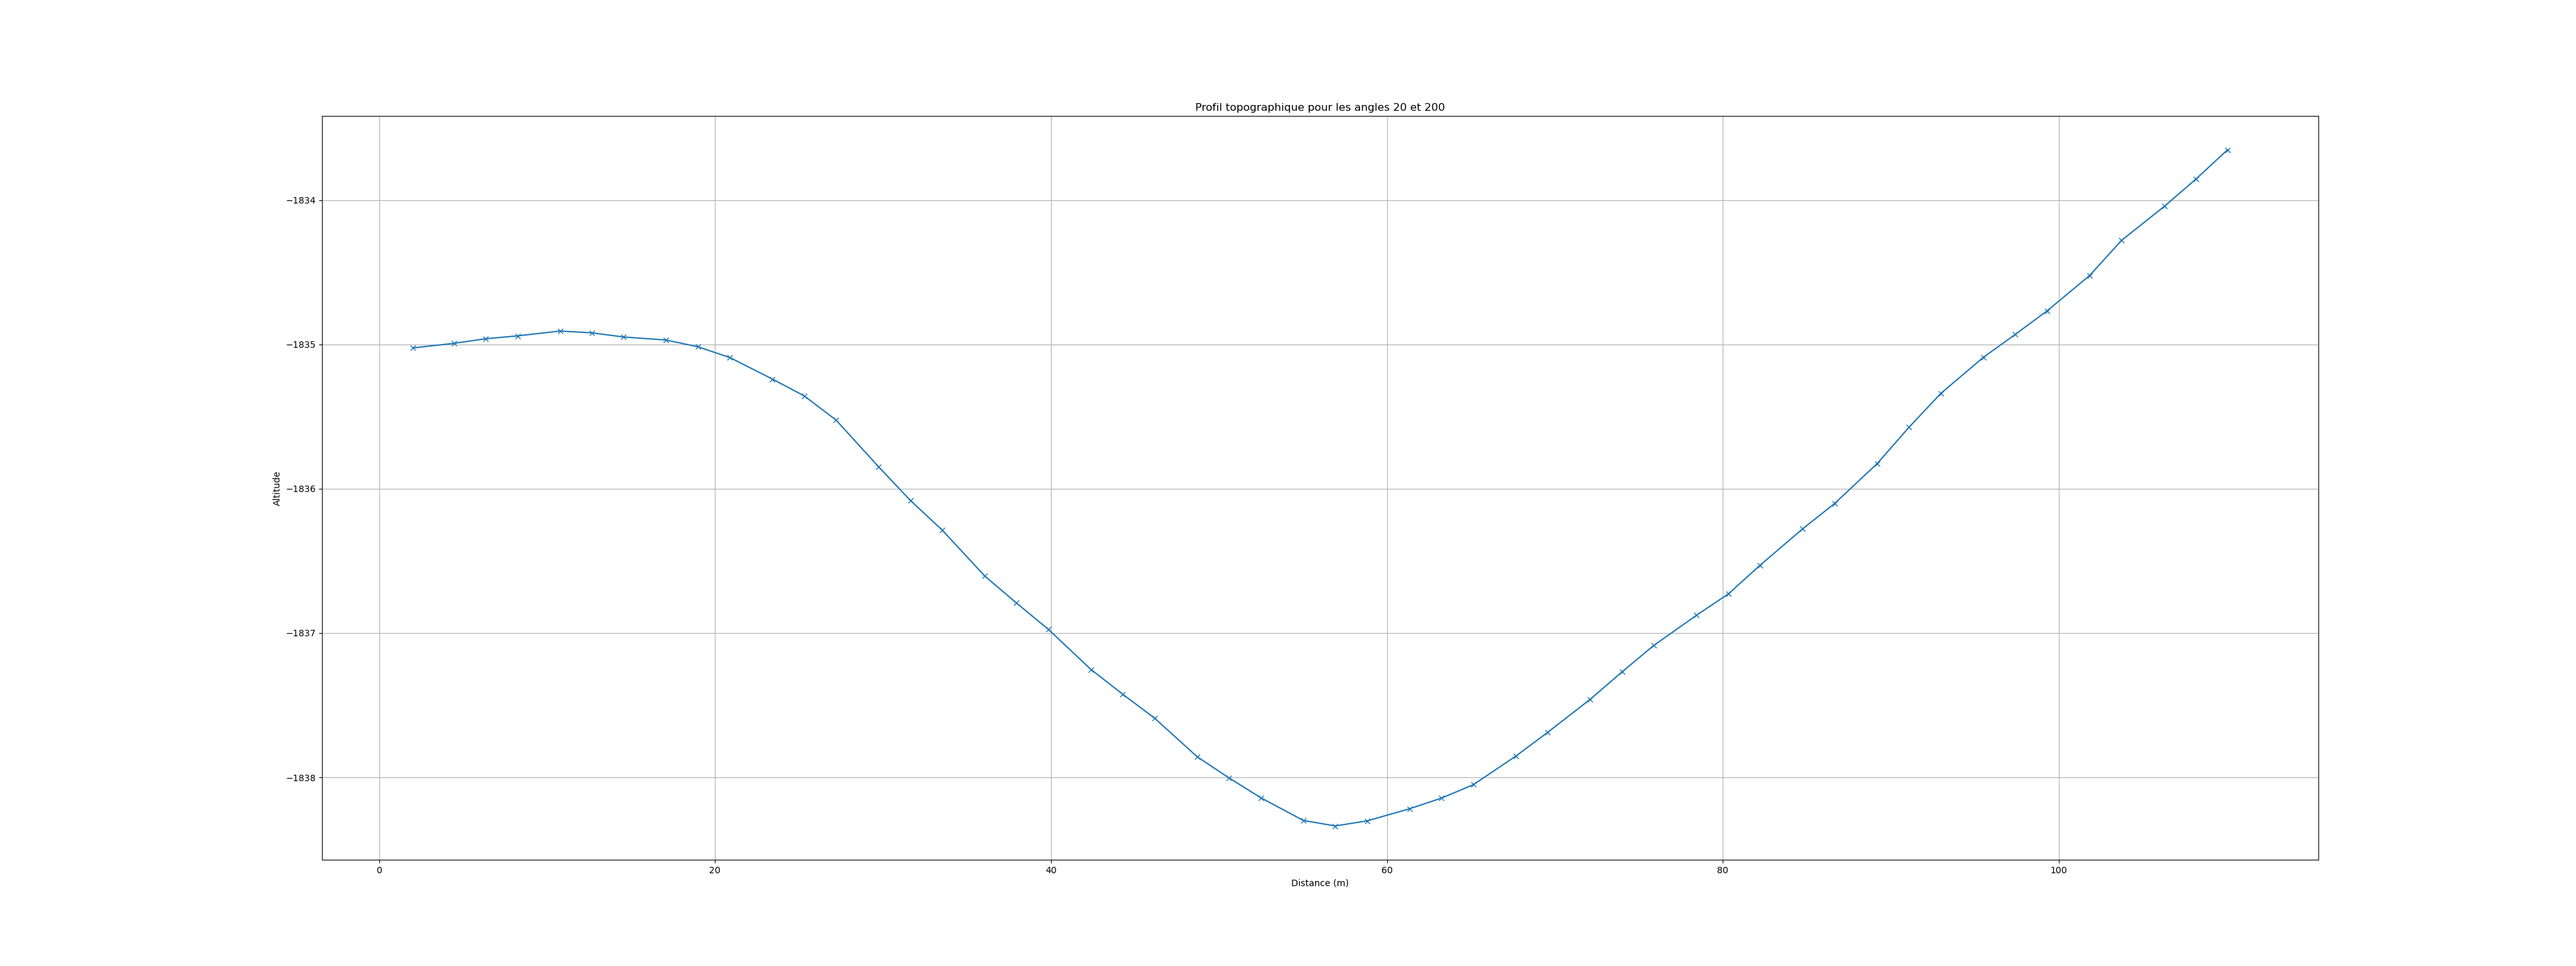 Profil topographique pour les angles 20 et 200
−1834
−1835
−1836
−1837
−1838
Altitude
0 20 40 60 80 100
Distance (m)